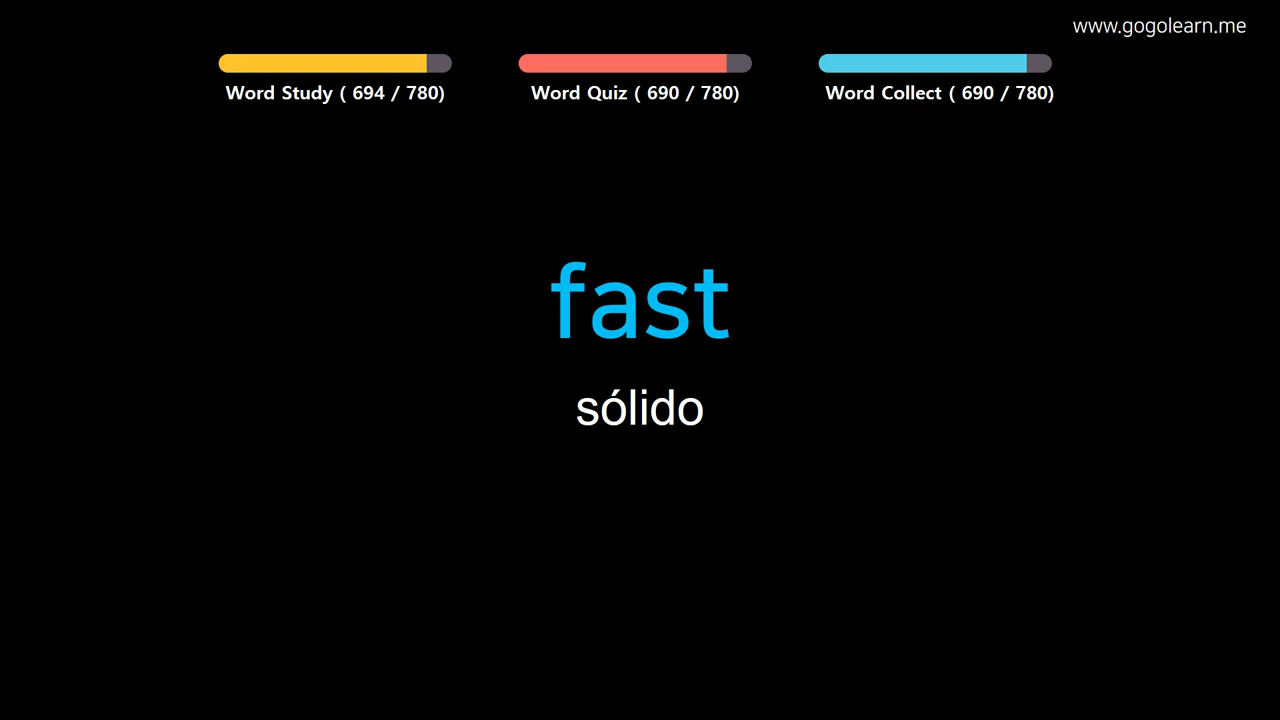 www.gogolearn.me
Word Study ( 694 / 780)
Word Quiz ( 690 / 780)
Word Collect ( 690 / 780)
fast
sólido